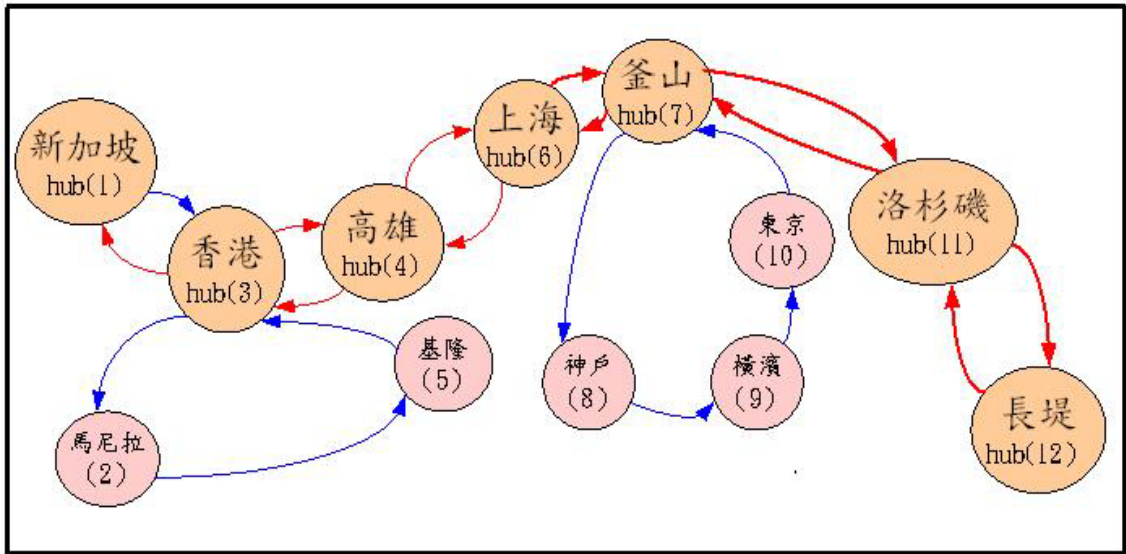 新加坡
hub(1)
香港
hub(3)
高雄
hub(4)
上海
hub(6)
釜山
hub(7)
洛杉磯
hub(11)
長堤
hub(12)
東京
(10)
橫濱
(9)
神戶
(8)
基隆
(5)
馬尼拉
(2)